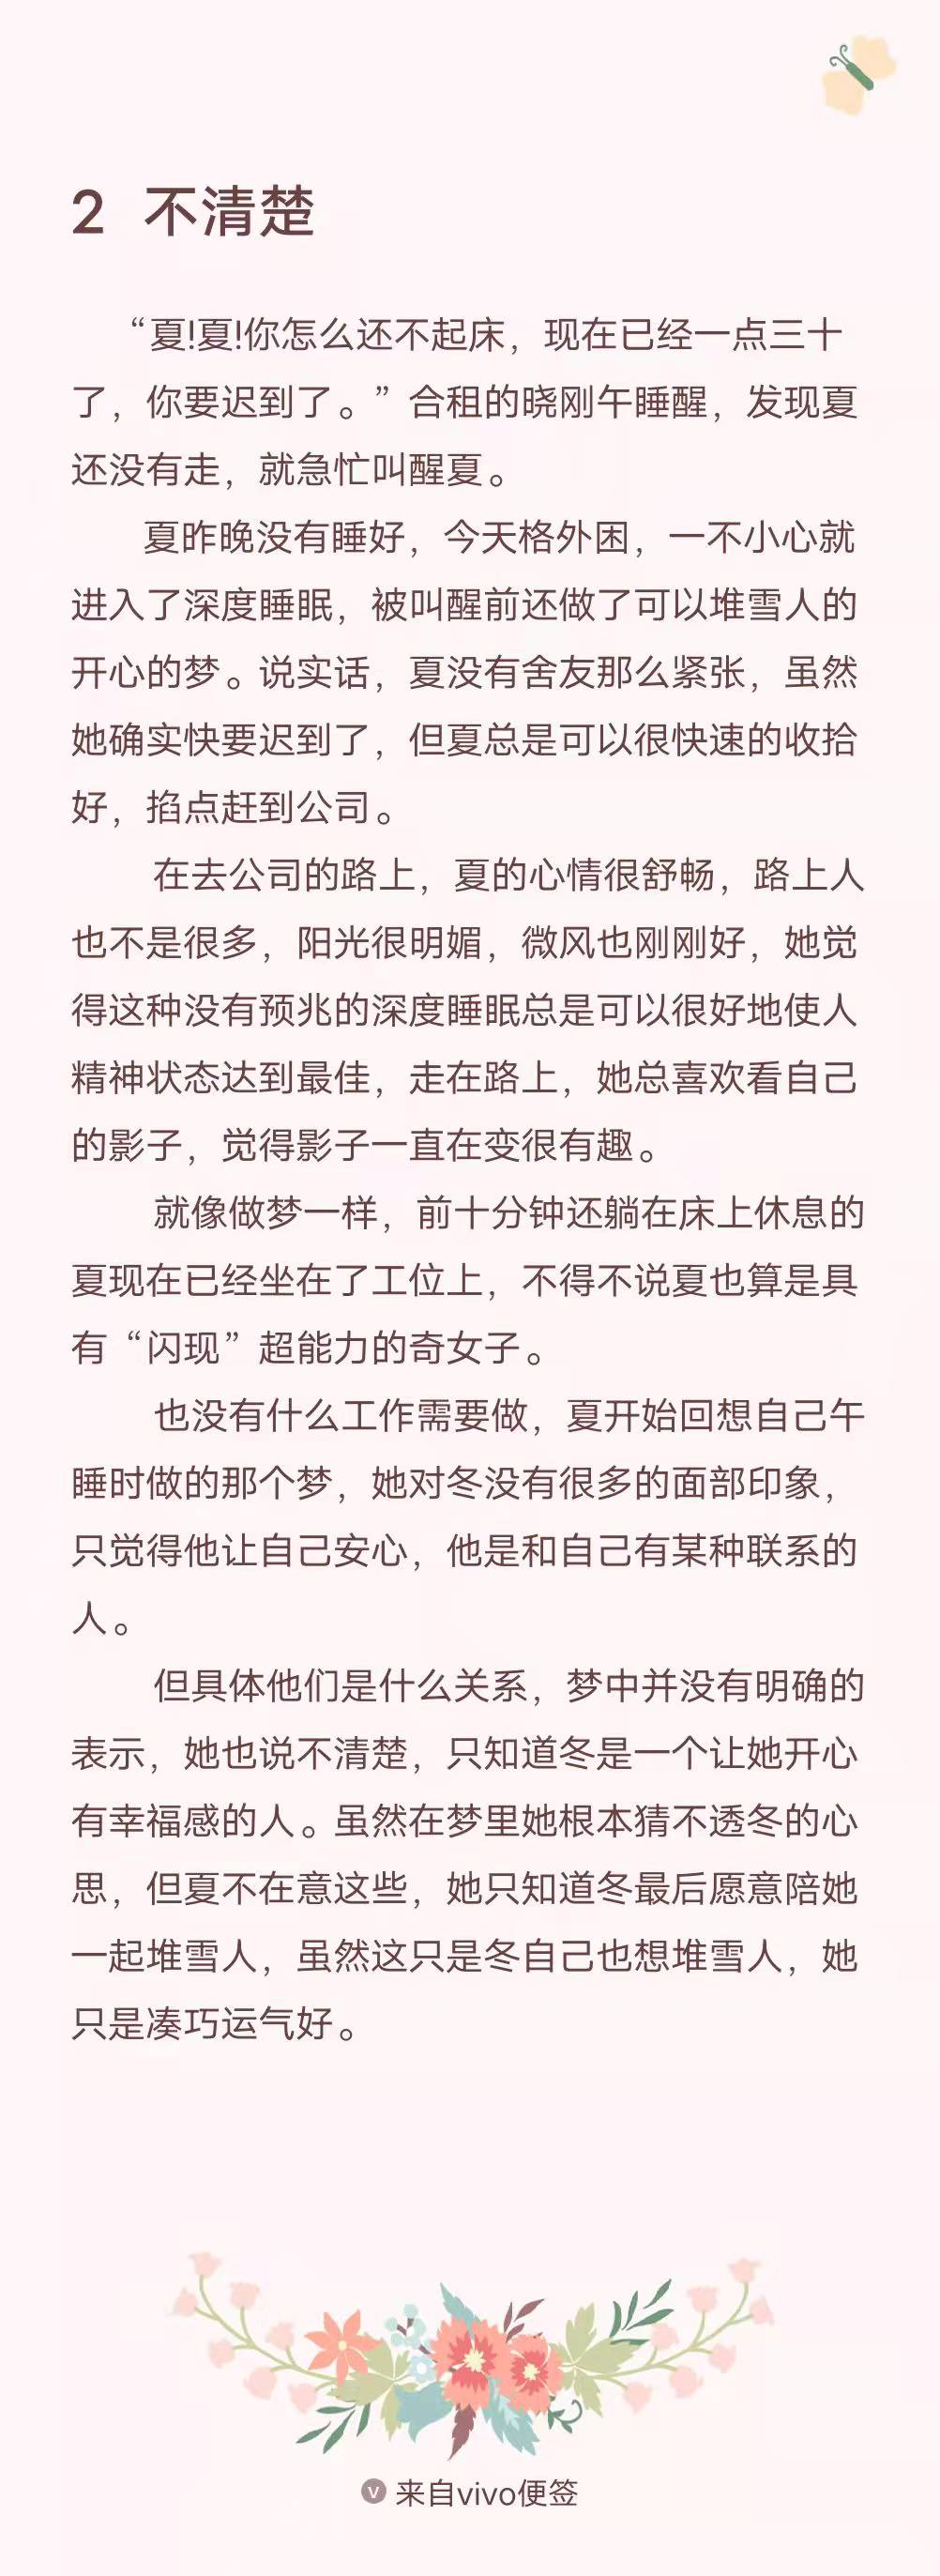 2 不清楚
“夏!夏!你怎么还不起床，现在已经一点三十
了，你要迟到了。”合租的晓刚午睡醒，发现夏
还没有走，就急忙叫醒夏。
夏昨晚没有睡好，今天格外困，一不小心就
进入了深度睡眠，被叫醒前还做了可以堆雪人的
开心的梦。说实话，夏没有舍友那么紧张，虽然
她确实快要迟到了，但夏总是可以很快速的收拾
好，掐点赶到公司。
在去公司的路上，夏的心情很舒畅，路上人
也不是很多，阳光很明媚，微风也刚刚好，她觉
得这种没有预兆的深度睡眠总是可以很好地使人
精神状态达到最佳，走在路上，她总喜欢看自己
的影子，觉得影子一直在变很有趣。
就像做梦一样，前十分钟还躺在床上休息的
夏现在已经坐在了工位上，不得不说夏也算是具
有“闪现”超能力的奇女子。
也没有什么工作需要做，夏开始回想自己午
睡时做的那个梦，她对冬没有很多的面部印象，
只觉得他让自己安心，他是和自己有某种联系的
人。
但具体他们是什么关系，梦中并没有明确的
表示，她也说不清楚，只知道冬是一个让她开心
有幸福感的人。虽然在梦里她根本猜不透冬的心
思，但夏不在意这些，她只知道冬最后愿意陪她
一起堆雪人，虽然这只是冬自己也想堆雪人，她
只是凑巧运气好。
V 来自vivo便签